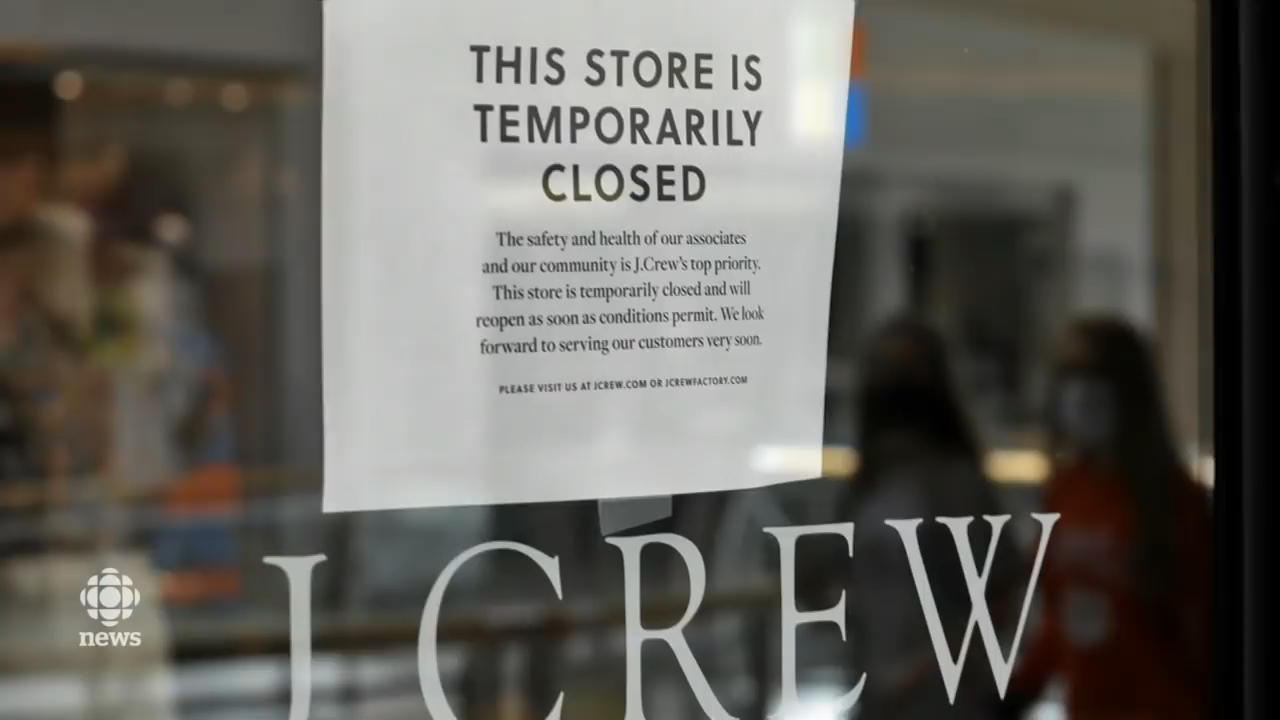 THIS STORE IS
TEMPORARILY
CLOSED
The safety and health of our associates
and our community is J.Crew's top priority.
This store is temporarily closed and will
reopen as soon as conditions permit. We look
forward to serving our customers very soon.
PLEASE VISIT US AT JCREW.COM OR JCREWFACTORY.COM
J.CREW
news